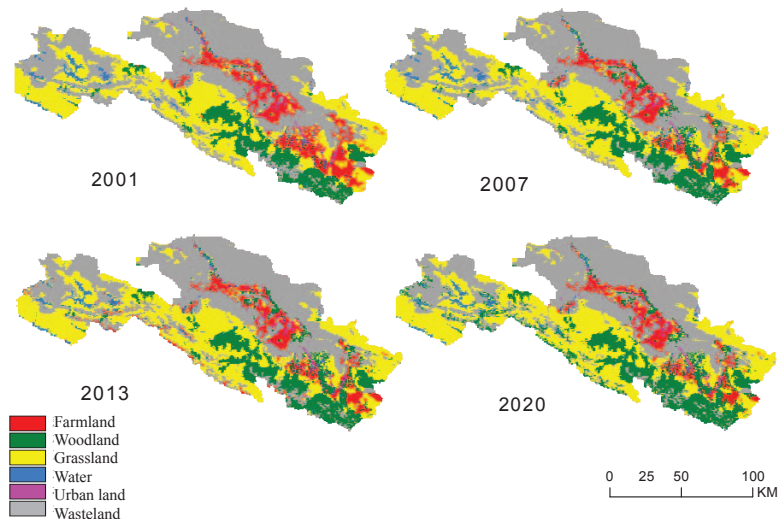 2001
2007
2013
2020
Farmland
Woodland
Grassland
Water
Urban land
Wasteland
0 25 50 100
KM